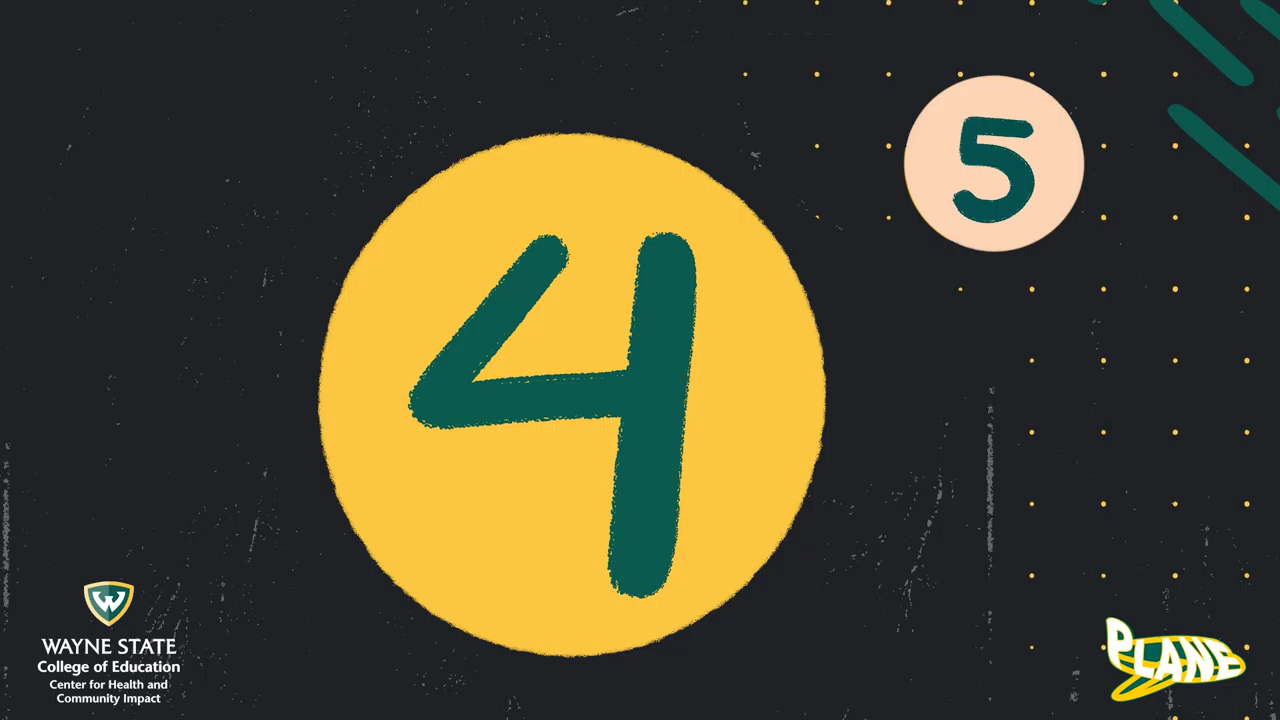 5
4
WAYNE STATE
College of Education
Center for Health and
Community Impact
PLANE